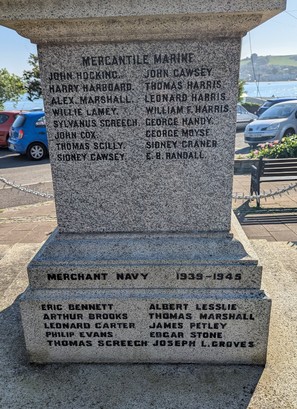 MERCANTILE MARINE
JOHN HOCKING. JOHN CAWSEY.
HARRY HARBOARD. THOMAS HARRIS.
ALEX. MARSHALL. LEONARD HARRIS.
WILLIE LAMEY. WILLIAM F. HARRIS.
SYLVANUS SCREECH. GEORGE HANDY.
JOHN COX. GEORGE MOYSE.
THOMAS SCILLY. SIDNEY CRANER.
SIDNEY CAWSEY. E. B. RANDALL.
MERCHANT NAVY 1939-1945
ERIC BENNETT ALBERT LESSLIE
ARTHUR BROOKS THOMAS MARSHALL
LEONARD CARTER JAMES PETLEY
PHILIP EVANS EDGAR STONE
THOMAS SCREECH JOSEPH L. GROVES